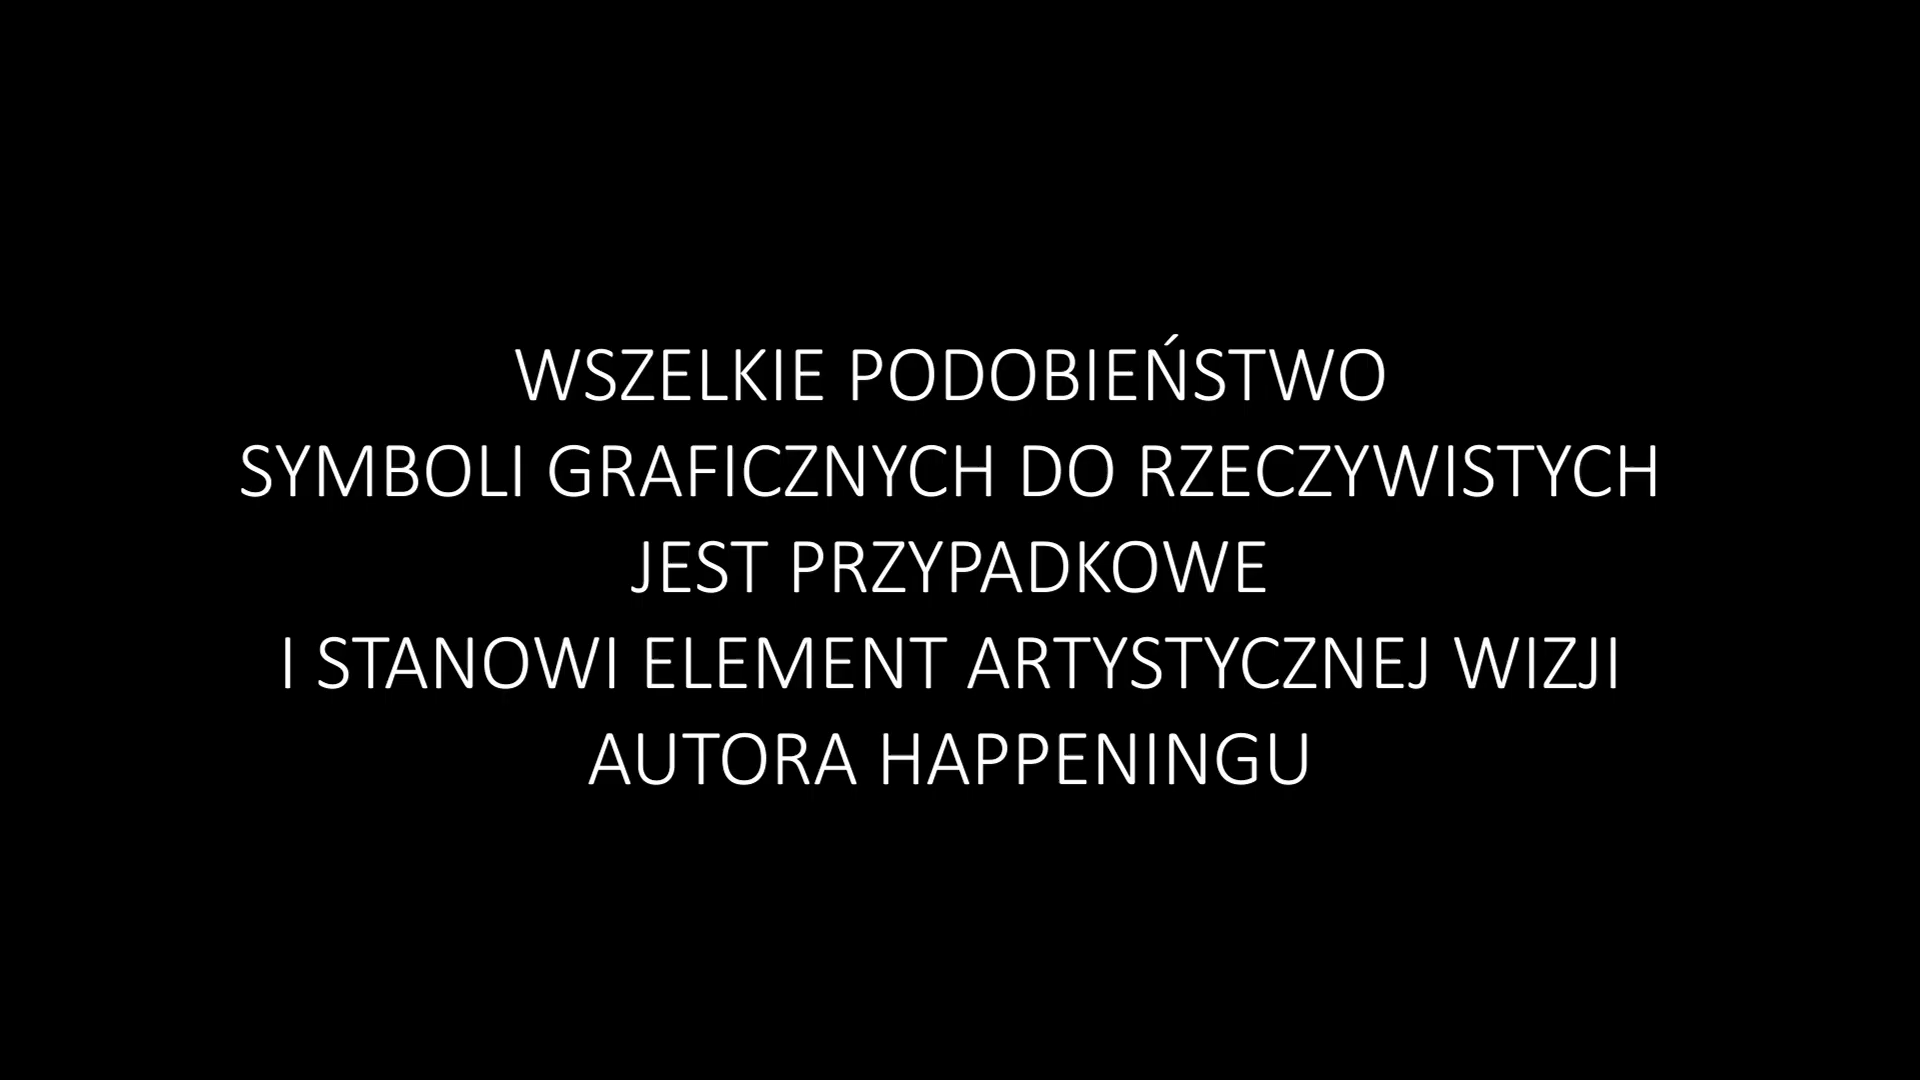 WSZELKIE PODOBIEŃSTWO
SYMBOLI GRAFICZNYCH DO RZECZYWISTYCH
JEST PRZYPADKOWE
I STANOWI ELEMENT ARTYSTYCZNEJ WIZJI
AUTORA HAPPENINGU